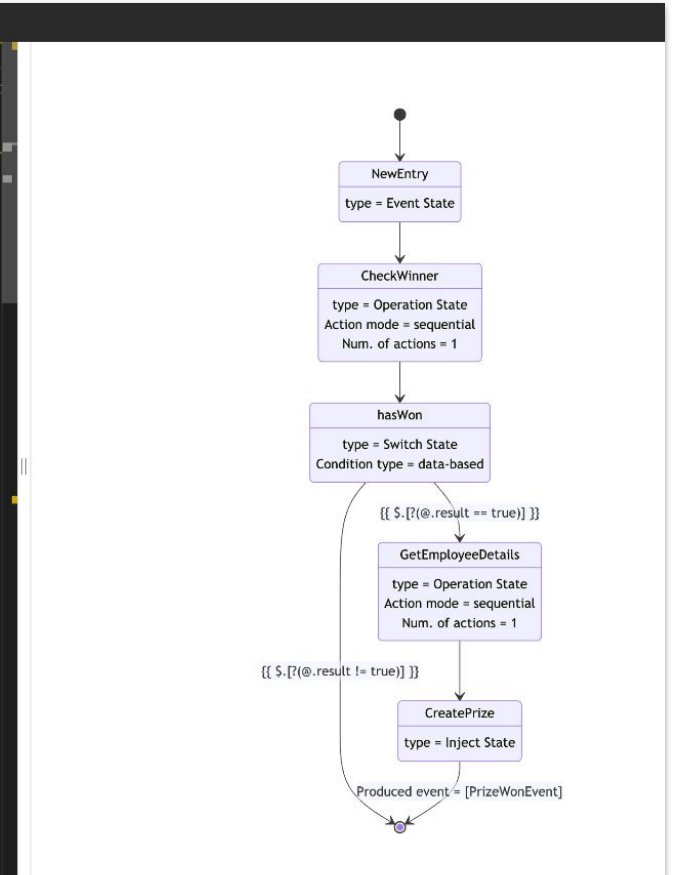 NewEntry
type = Event State
CheckWinner
type = Operation State
Action mode = sequential
Num. of actions = 1
hasWon
type = Switch State
Condition type = data-based
{{ $.[?(@.result == true)] }}
GetEmployeeDetails
type = Operation State
Action mode = sequential
Num. of actions = 1
{{ $.[?(@.result != true)] }}
CreatePrize
type = Inject State
Produced event = [PrizeWonEvent]